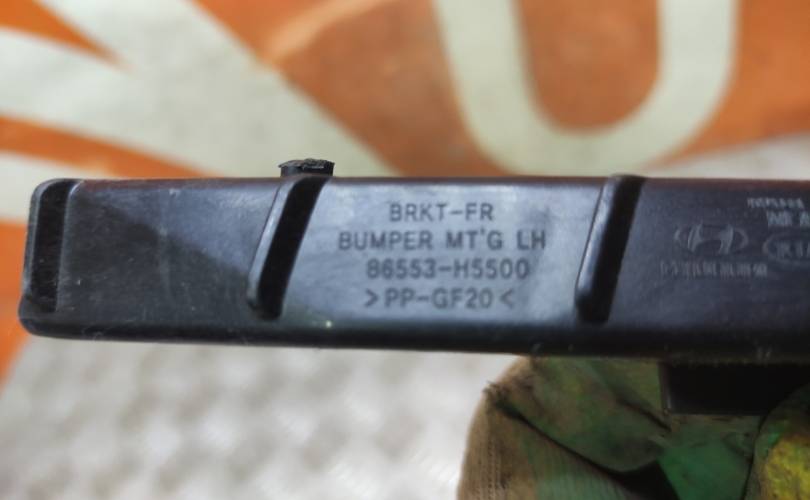 BRKT-FR
BUMPER MT'G LH
86553-H5500
>PP-GF20<